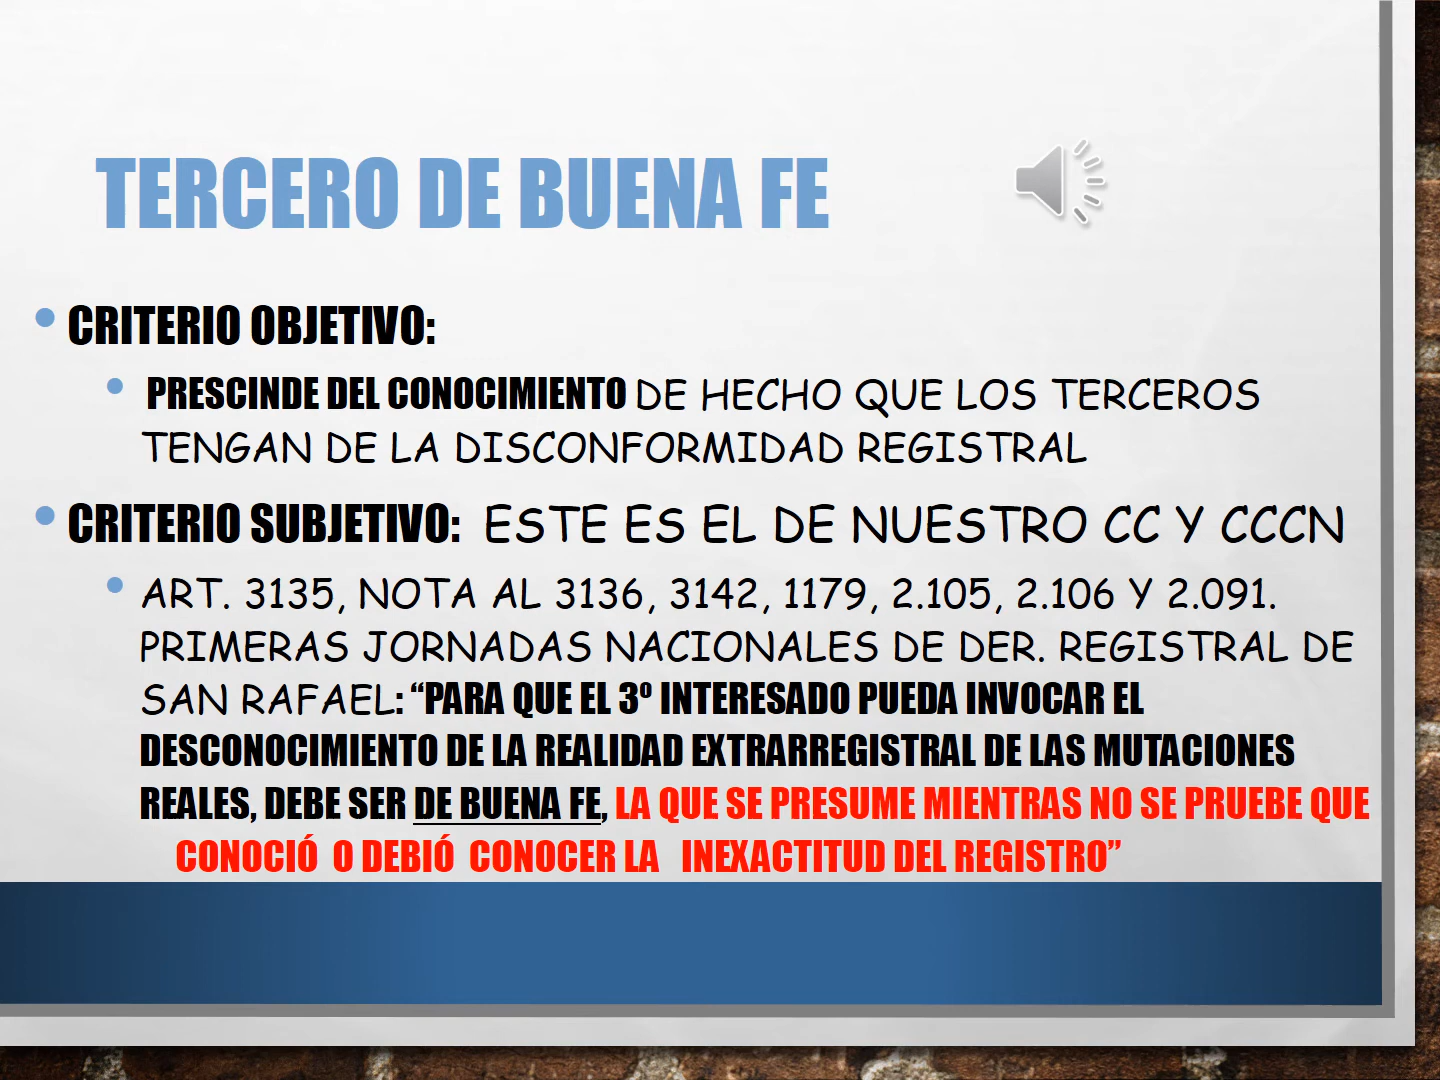 TERCERO DE BUENA FE
• CRITERIO OBJETIVO:
• PRESCINDE DEL CONOCIMIENTO DE HECHO QUE LOS TERCEROS
TENGAN DE LA DISCONFORMIDAD REGISTRAL
• CRITERIO SUBJETIVO: ESTE ES EL DE NUESTRO CC Y CCCN
• ART. 3135, NOTA AL 3136, 3142, 1179, 2.105, 2.106 Y 2.091.
PRIMERAS JORNADAS NACIONALES DE DER. REGISTRAL DE
SAN RAFAEL: “PARA QUE EL 3º INTERESADO PUEDA INVOCAR EL
DESCONOCIMIENTO DE LA REALIDAD EXTRARREGISTRAL DE LAS MUTACIONES
REALES, DEBE SER DE BUENA FE, LA QUE SE PRESUME MIENTRAS NO SE PRUEBE QUE
CONOCIÓ O DEBIÓ CONOCER LA INEXACTITUD DEL REGISTRO”